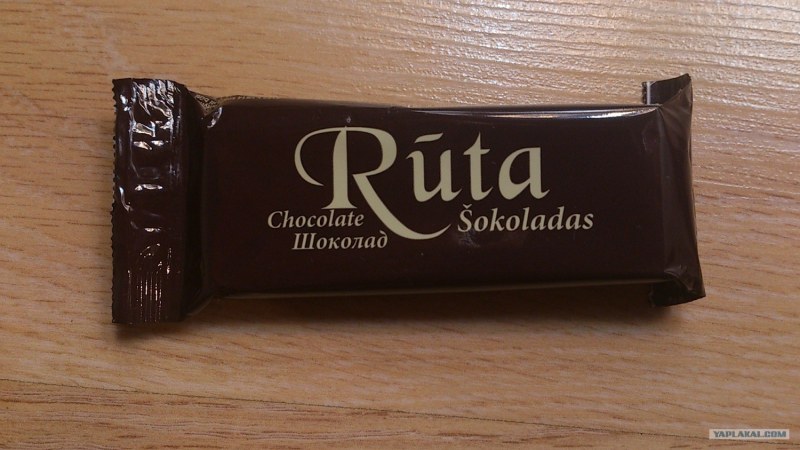 Rūta
Chocolate
Šokoladas
Шоколад
YAPLAKAL.COM